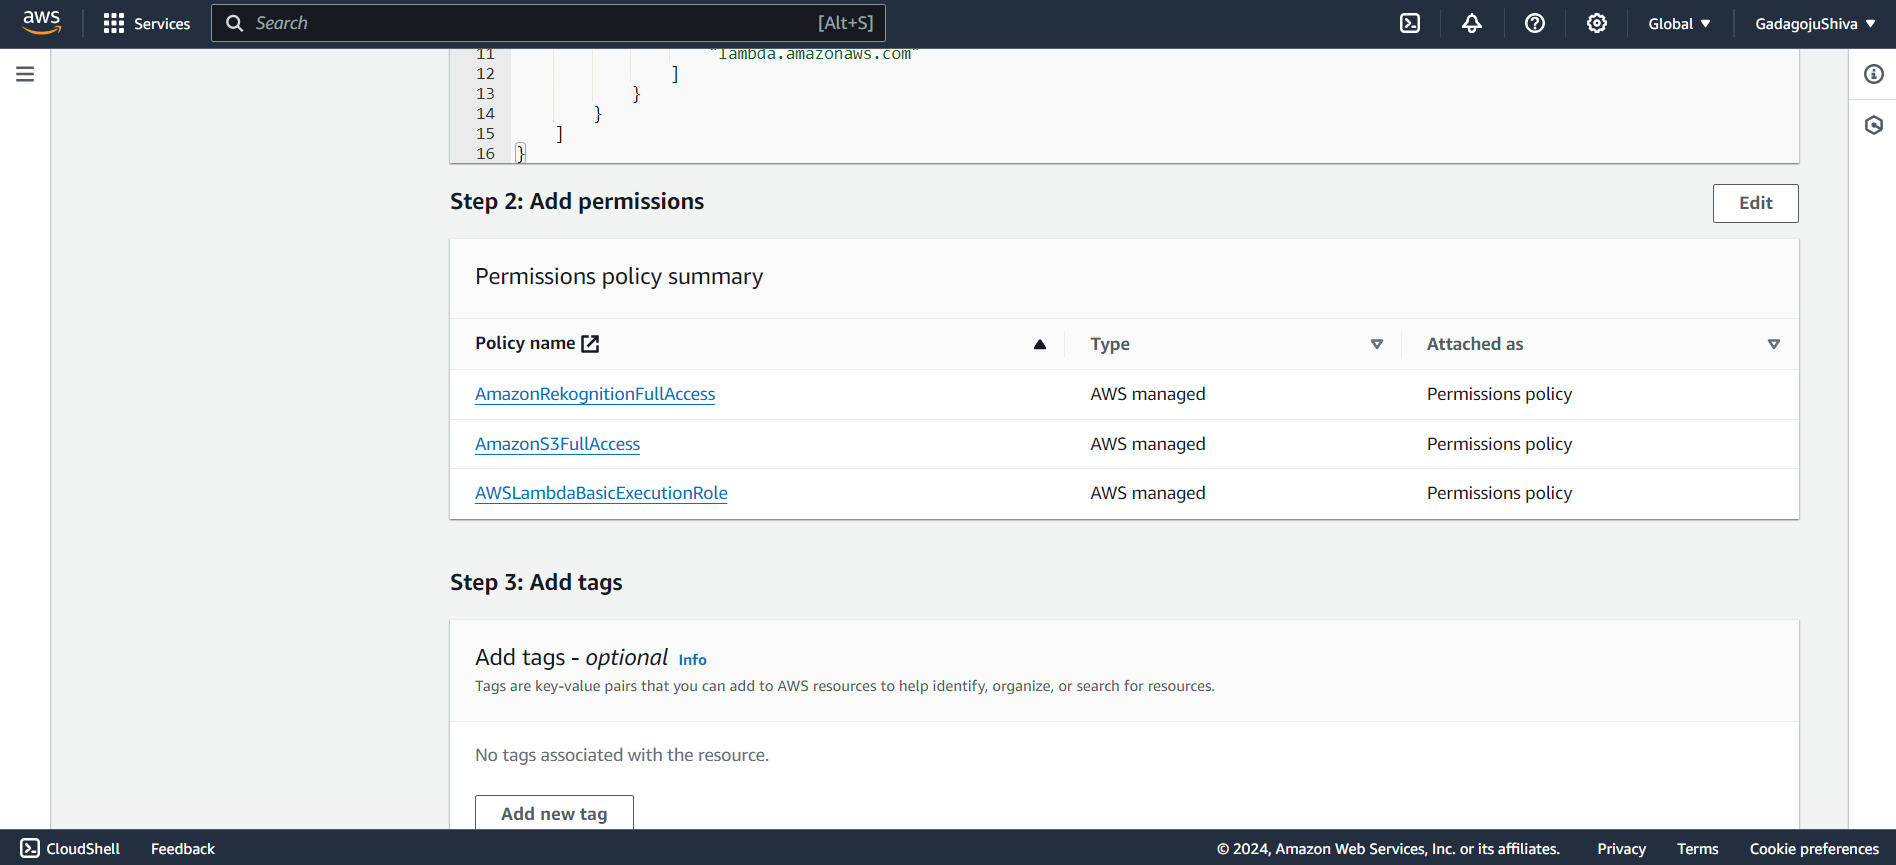 aws
Services
Search [Alt+S]
Global
GadagojuShiva
11 "lambda.amazonaws.com"
12 ]
13 }
14 }
15 ]
16 }
Step 2: Add permissions
Edit
Permissions policy summary
Policy name Type Attached as
AmazonRekognitionFullAccess AWS managed Permissions policy
AmazonS3FullAccess AWS managed Permissions policy
AWSLambdaBasicExecutionRole AWS managed Permissions policy
Step 3: Add tags
Add tags - optional Info
Tags are key-value pairs that you can add to AWS resources to help identify, organize, or search for resources.
No tags associated with the resource.
Add new tag
CloudShell Feedback © 2024, Amazon Web Services, Inc. or its affiliates. Privacy Terms Cookie preferences